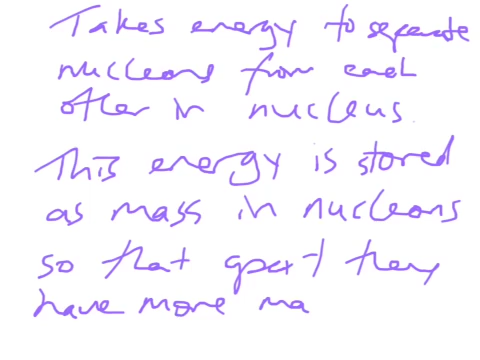 Takes energy to separate
nucleons from each
other in nucleus.
This energy is stored
as mass in nucleons
so that apart they
have more ma